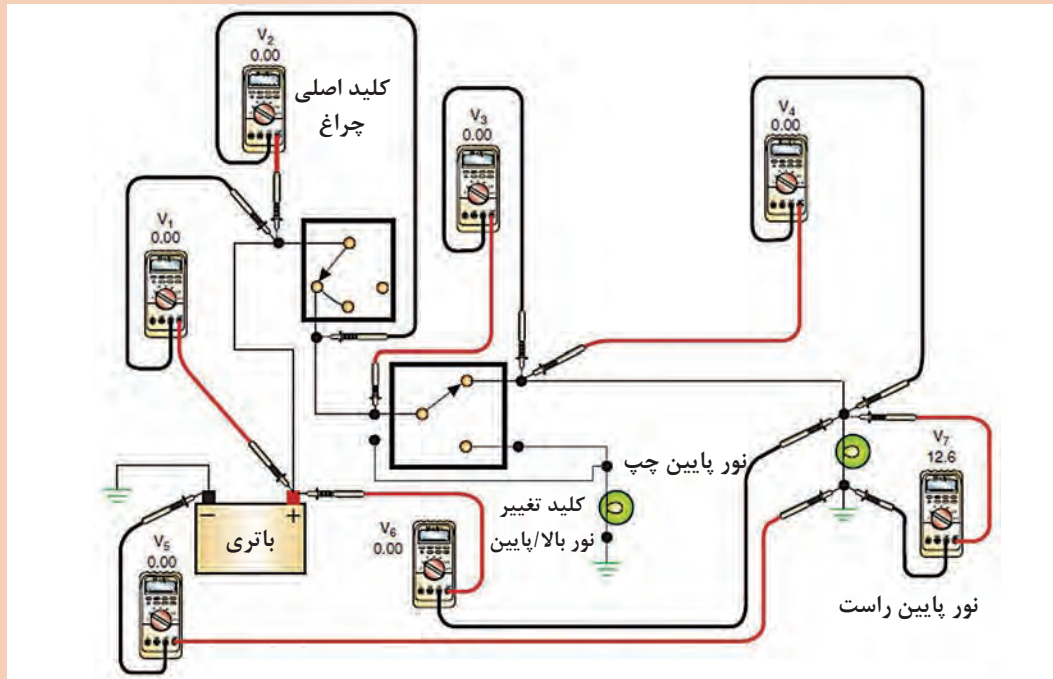 V2
0.00
کلید اصلی
چراغ
V3
0.00
V4
0.00
V1
0.00
نور پایین چپ
کلید تغییر
نور بالا/پایین
V7
12.6
− +
باتری
V5
0.00
V6
0.00
نور پایین راست